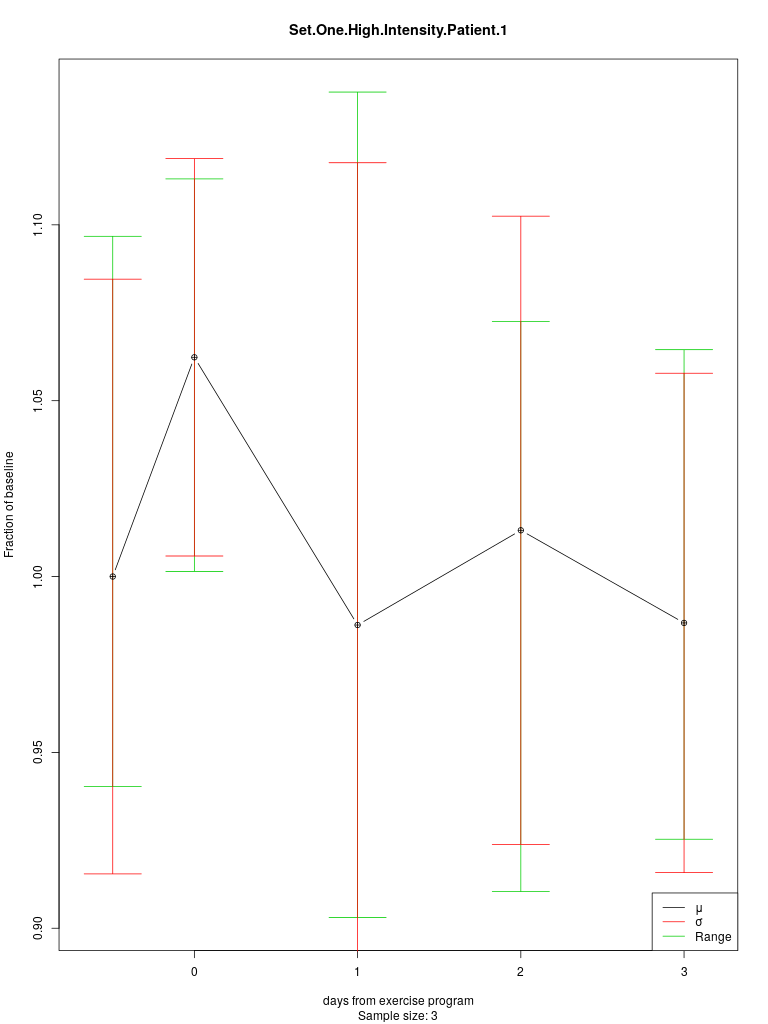 Set.One.High.Intensity.Patient.1
Fraction of baseline
1.10
1.05
1.00
0.95
0.90
0 1 2 3
μ
σ
Range
days from exercise program
Sample size: 3